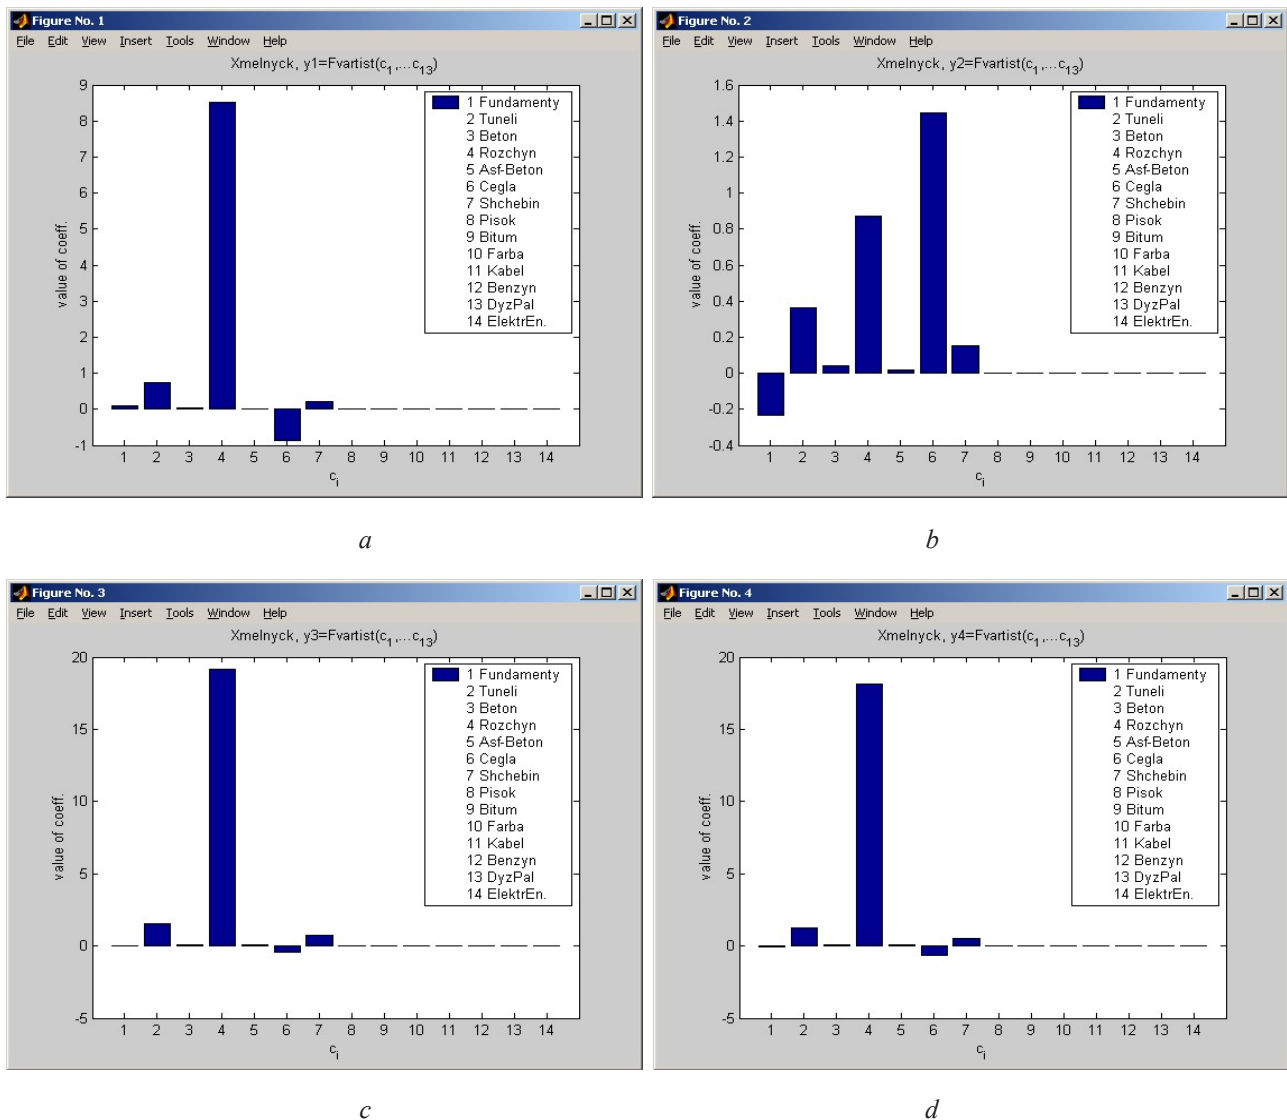 Figure No. 1
File Edit View Insert Tools Window Help
Xmelnyck, y1=Fvartist(c1,...c13)
9
8
7
6
5
4
3
2
1
0
-1
value of coeff.
1 Fundamenty
2 Tuneli
3 Beton
4 Rozchyn
5 Asf-Beton
6 Cegla
7 Shchebin
8 Pisok
9 Bitum
10 Farba
11 Kabel
12 Benzyn
13 DyzPal
14 ElektrEn.
1 2 3 4 5 6 7 8 9 10 11 12 13 14
ci
a
Figure No. 2
File Edit View Insert Tools Window Help
Xmelnyck, y2=Fvartist(c1,...c13)
1.6
1.4
1.2
1
0.8
0.6
0.4
0.2
0
-0.2
-0.4
value of coeff.
1 Fundamenty
2 Tuneli
3 Beton
4 Rozchyn
5 Asf-Beton
6 Cegla
7 Shchebin
8 Pisok
9 Bitum
10 Farba
11 Kabel
12 Benzyn
13 DyzPal
14 ElektrEn.
1 2 3 4 5 6 7 8 9 10 11 12 13 14
ci
b
Figure No. 3
File Edit View Insert Tools Window Help
Xmelnyck, y3=Fvartist(c1,...c13)
20
15
10
5
0
-5
value of coeff.
1 Fundamenty
2 Tuneli
3 Beton
4 Rozchyn
5 Asf-Beton
6 Cegla
7 Shchebin
8 Pisok
9 Bitum
10 Farba
11 Kabel
12 Benzyn
13 DyzPal
14 ElektrEn.
1 2 3 4 5 6 7 8 9 10 11 12 13 14
ci
c
Figure No. 4
File Edit View Insert Tools Window Help
Xmelnyck, y4=Fvartist(c1,...c13)
20
15
10
5
0
-5
value of coeff.
1 Fundamenty
2 Tuneli
3 Beton
4 Rozchyn
5 Asf-Beton
6 Cegla
7 Shchebin
8 Pisok
9 Bitum
10 Farba
11 Kabel
12 Benzyn
13 DyzPal
14 ElektrEn.
1 2 3 4 5 6 7 8 9 10 11 12 13 14
ci
d